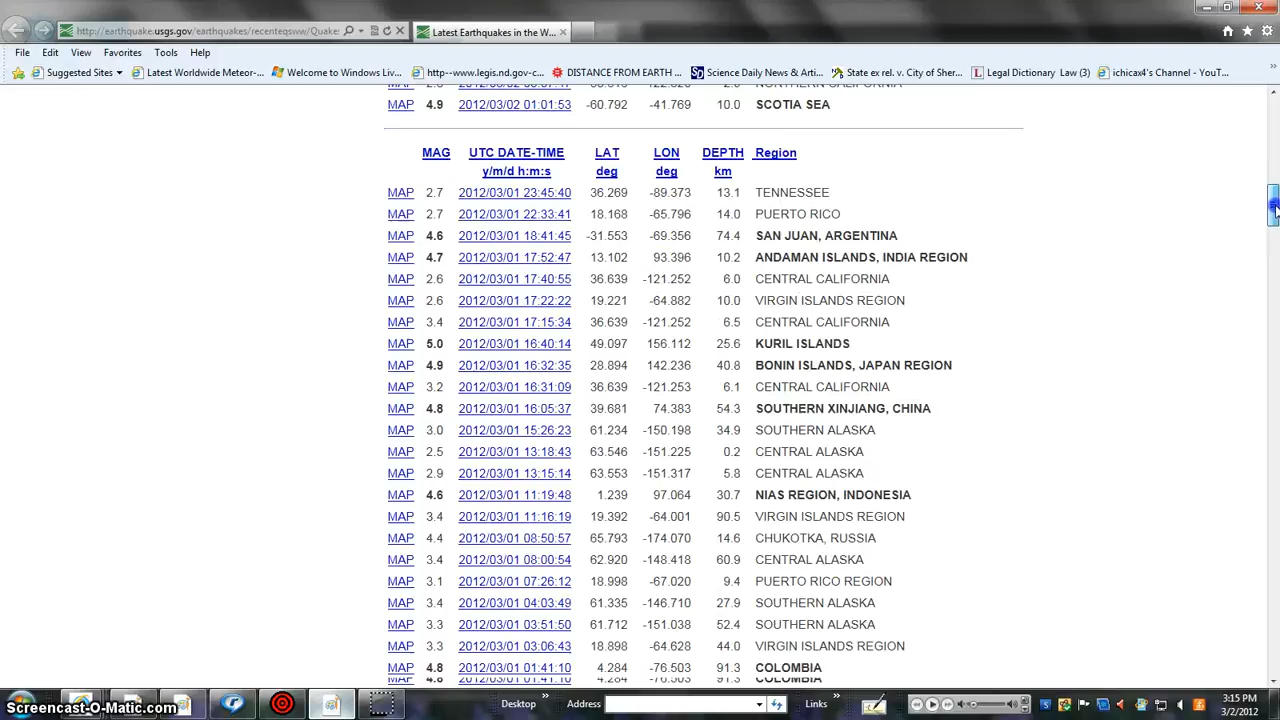 http://earthquake.usgs.gov/earthquakes/recenteqsww/Quake
Latest Earthquakes in the W...
File Edit View Favorites Tools Help
Suggested Sites Latest Worldwide Meteor-... Welcome to Windows Liv... http--www.legis.nd.gov-c... DISTANCE FROM EARTH ... Science Daily News & Arti... State ex rel. v. City of Sher... Legal Dictionary Law (3) ichicax4's Channel - YouT...
MAP 4.9 2012/03/02 01:01:53 -60.792 -41.769 10.0 SCOTIA SEA
MAG UTC DATE-TIME LAT LON DEPTH Region
y/m/d h:m:s deg deg km
MAP 2.7 2012/03/01 23:45:40 36.269 -89.373 13.1 TENNESSEE
MAP 2.7 2012/03/01 22:33:41 18.168 -65.796 14.0 PUERTO RICO
MAP 4.6 2012/03/01 18:41:45 -31.553 -69.356 74.4 SAN JUAN, ARGENTINA
MAP 4.7 2012/03/01 17:52:47 13.102 93.396 10.2 ANDAMAN ISLANDS, INDIA REGION
MAP 2.6 2012/03/01 17:40:55 36.639 -121.252 6.0 CENTRAL CALIFORNIA
MAP 2.6 2012/03/01 17:22:22 19.221 -64.882 10.0 VIRGIN ISLANDS REGION
MAP 3.4 2012/03/01 17:15:34 36.639 -121.252 6.5 CENTRAL CALIFORNIA
MAP 5.0 2012/03/01 16:40:14 49.097 156.112 25.6 KURIL ISLANDS
MAP 4.9 2012/03/01 16:32:35 28.894 142.236 40.8 BONIN ISLANDS, JAPAN REGION
MAP 3.2 2012/03/01 16:31:09 36.639 -121.253 6.1 CENTRAL CALIFORNIA
MAP 4.8 2012/03/01 16:05:37 39.681 74.383 54.3 SOUTHERN XINJIANG, CHINA
MAP 3.0 2012/03/01 15:26:23 61.234 -150.198 34.9 SOUTHERN ALASKA
MAP 2.5 2012/03/01 13:18:43 63.546 -151.225 0.2 CENTRAL ALASKA
MAP 2.9 2012/03/01 13:15:14 63.553 -151.317 5.8 CENTRAL ALASKA
MAP 4.6 2012/03/01 11:19:48 1.239 97.064 30.7 NIAS REGION, INDONESIA
MAP 3.4 2012/03/01 11:16:19 19.392 -64.001 90.5 VIRGIN ISLANDS REGION
MAP 4.4 2012/03/01 08:50:57 65.793 -174.070 14.6 CHUKOTKA, RUSSIA
MAP 3.4 2012/03/01 08:00:54 62.920 -148.418 60.9 CENTRAL ALASKA
MAP 3.1 2012/03/01 07:26:12 18.998 -67.020 9.4 PUERTO RICO REGION
MAP 3.4 2012/03/01 04:03:49 61.335 -146.710 27.9 SOUTHERN ALASKA
MAP 3.3 2012/03/01 03:51:50 61.712 -151.038 52.4 SOUTHERN ALASKA
MAP 3.3 2012/03/01 03:06:43 18.898 -64.628 44.0 VIRGIN ISLANDS REGION
MAP 4.8 2012/03/01 01:41:10 4.284 -76.503 91.3 COLOMBIA
Screencast-O-Matic.com
Desktop Address Links
3:15 PM
3/2/2012